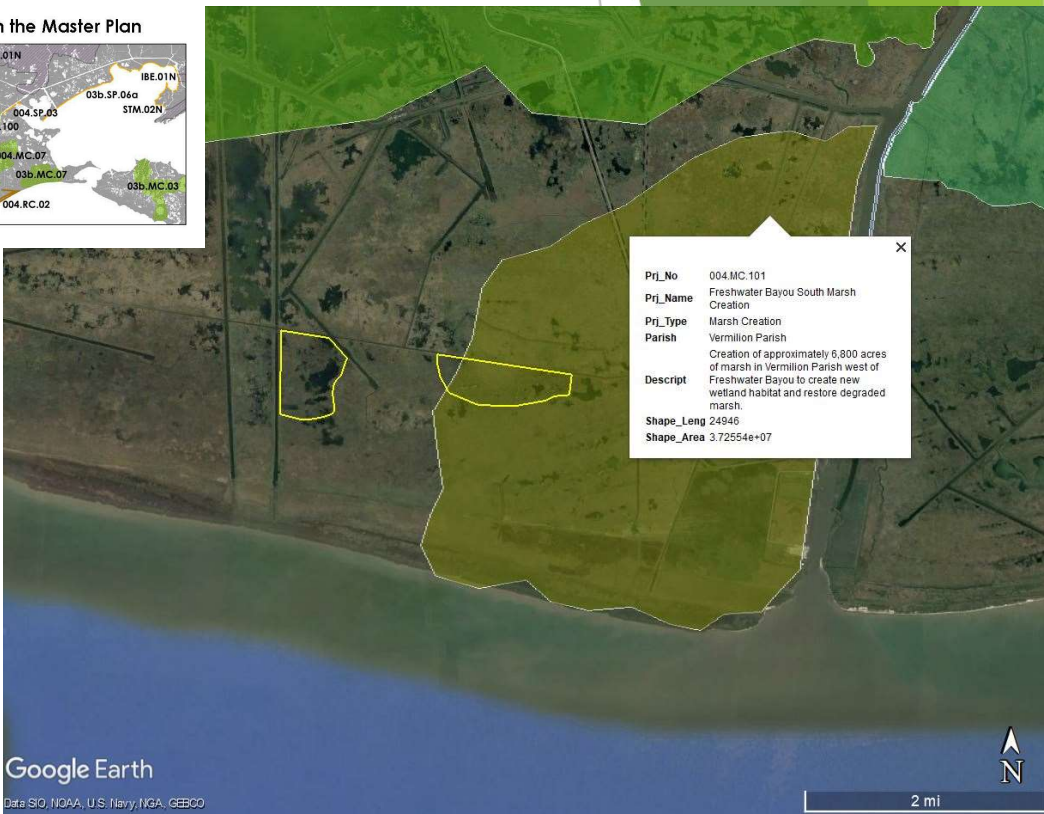 n the Master Plan
.01N
IBE.01N
03b.SP.06a
STM.02N
004.SP.03
.100
04.MC.07
03b.MC.07
03b.MC.03
004.RC.02
Prj_No 004.MC.101
Prj_Name Freshwater Bayou South Marsh
Creation
Prj_Type Marsh Creation
Parish Vermilion Parish
Descript Creation of approximately 6,800 acres
of marsh in Vermilion Parish west of
Freshwater Bayou to create new
wetland habitat and restore degraded
marsh.
Shape_Leng 24946
Shape_Area 3.72554e+07
N
2 mi
Google Earth
Data SIO, NOAA, U.S. Navy, NGA, GEBCO